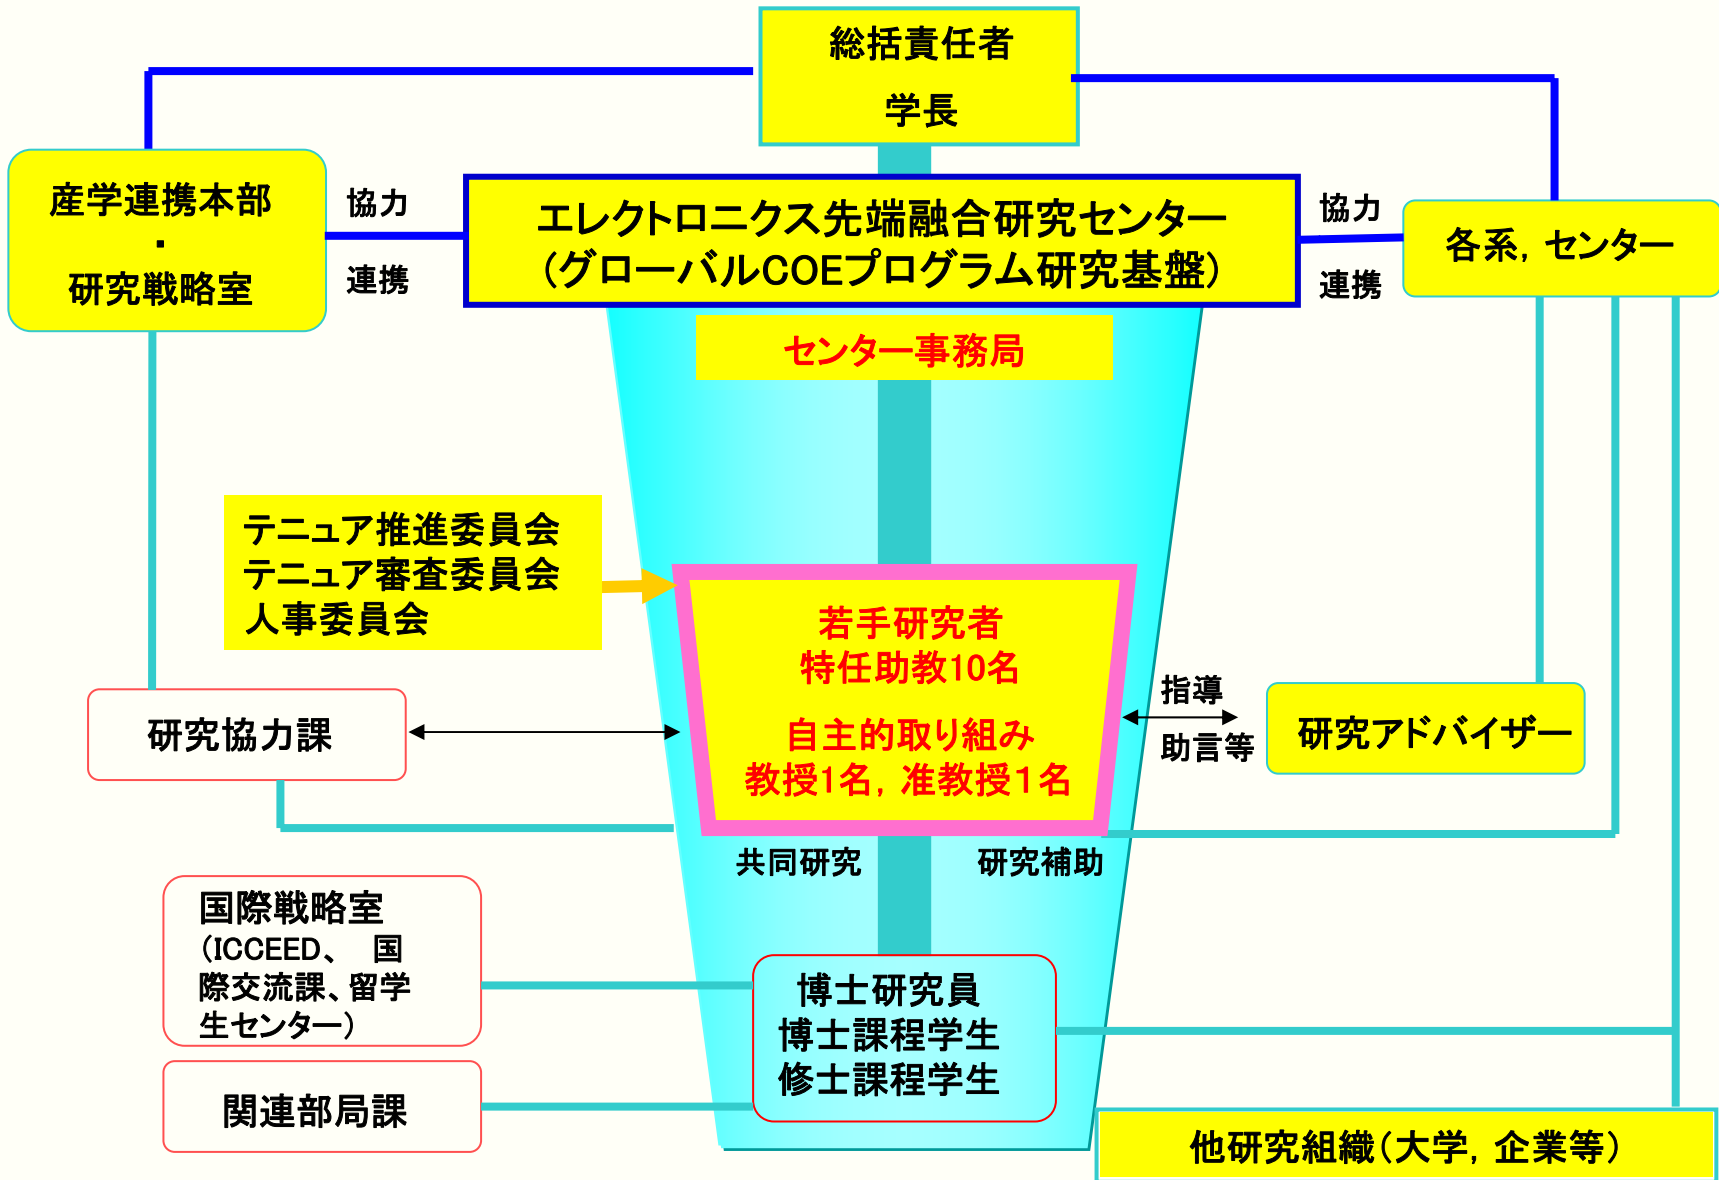 総括責任者
学長
産学連携本部
・
研究戦略室
協力
連携
エレクトロニクス先端融合研究センター
(グローバルCOEプログラム研究基盤)
協力
連携
各系, センター
センター事務局
テニュア推進委員会
テニュア審査委員会
人事委員会
若手研究者
特任助教10名
自主的取り組み
教授1名, 准教授１名
研究協力課
指導
助言等
研究アドバイザー
共同研究
研究補助
国際戦略室
(ICCEED、　国
際交流課、留学
生センター)
博士研究員
博士課程学生
修士課程学生
関連部局課
他研究組織(大学, 企業等)